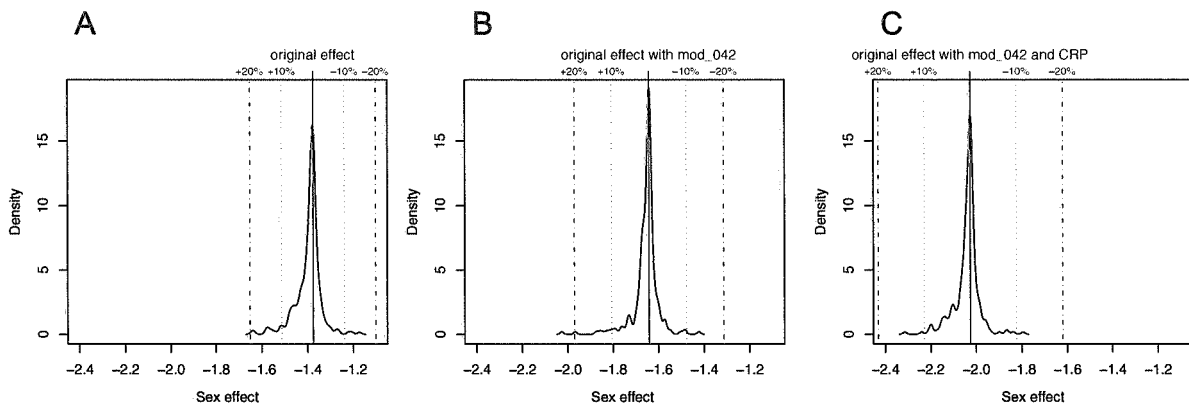 A
original effect
+20% +10% −10% −20%
Density
0 5 10 15
−2.4 −2.2 −2.0 −1.8 −1.6 −1.4 −1.2
Sex effect
B
original effect with mod_042
+20% +10% −10% −20%
Density
0 5 10 15
−2.4 −2.2 −2.0 −1.8 −1.6 −1.4 −1.2
Sex effect
C
original effect with mod_042 and CRP
+20% +10% −10% −20%
Density
0 5 10 15
−2.4 −2.2 −2.0 −1.8 −1.6 −1.4 −1.2
Sex effect